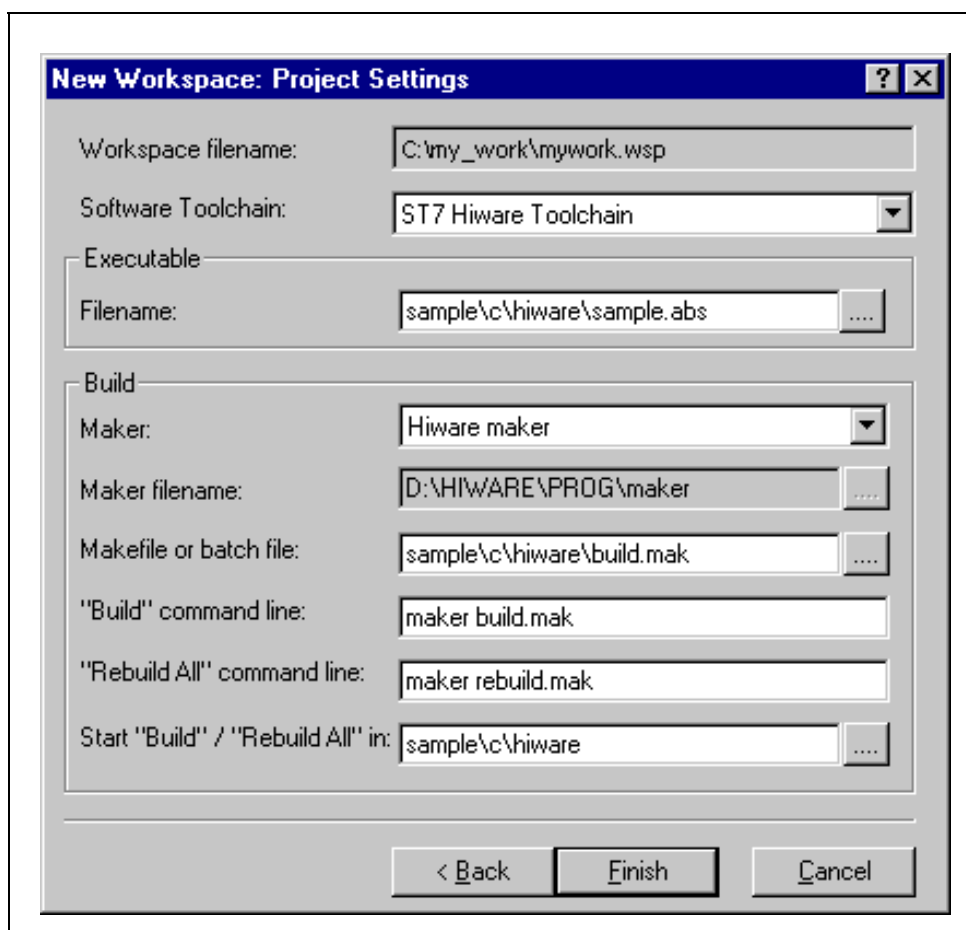 New Workspace: Project Settings
Workspace filename: C:\my_work\mywork.wsp
Software Toolchain: ST7 Hiware Toolchain
Executable
Filename: sample\c\hiware\sample.abs ....
Build
Maker: Hiware maker
Maker filename: D:\HIWARE\PROG\maker ....
Makefile or batch file: sample\c\hiware\build.mak ....
"Build" command line: maker build.mak
"Rebuild All" command line: maker rebuild.mak
Start "Build" / "Rebuild All" in: sample\c\hiware ....
< Back Finish Cancel